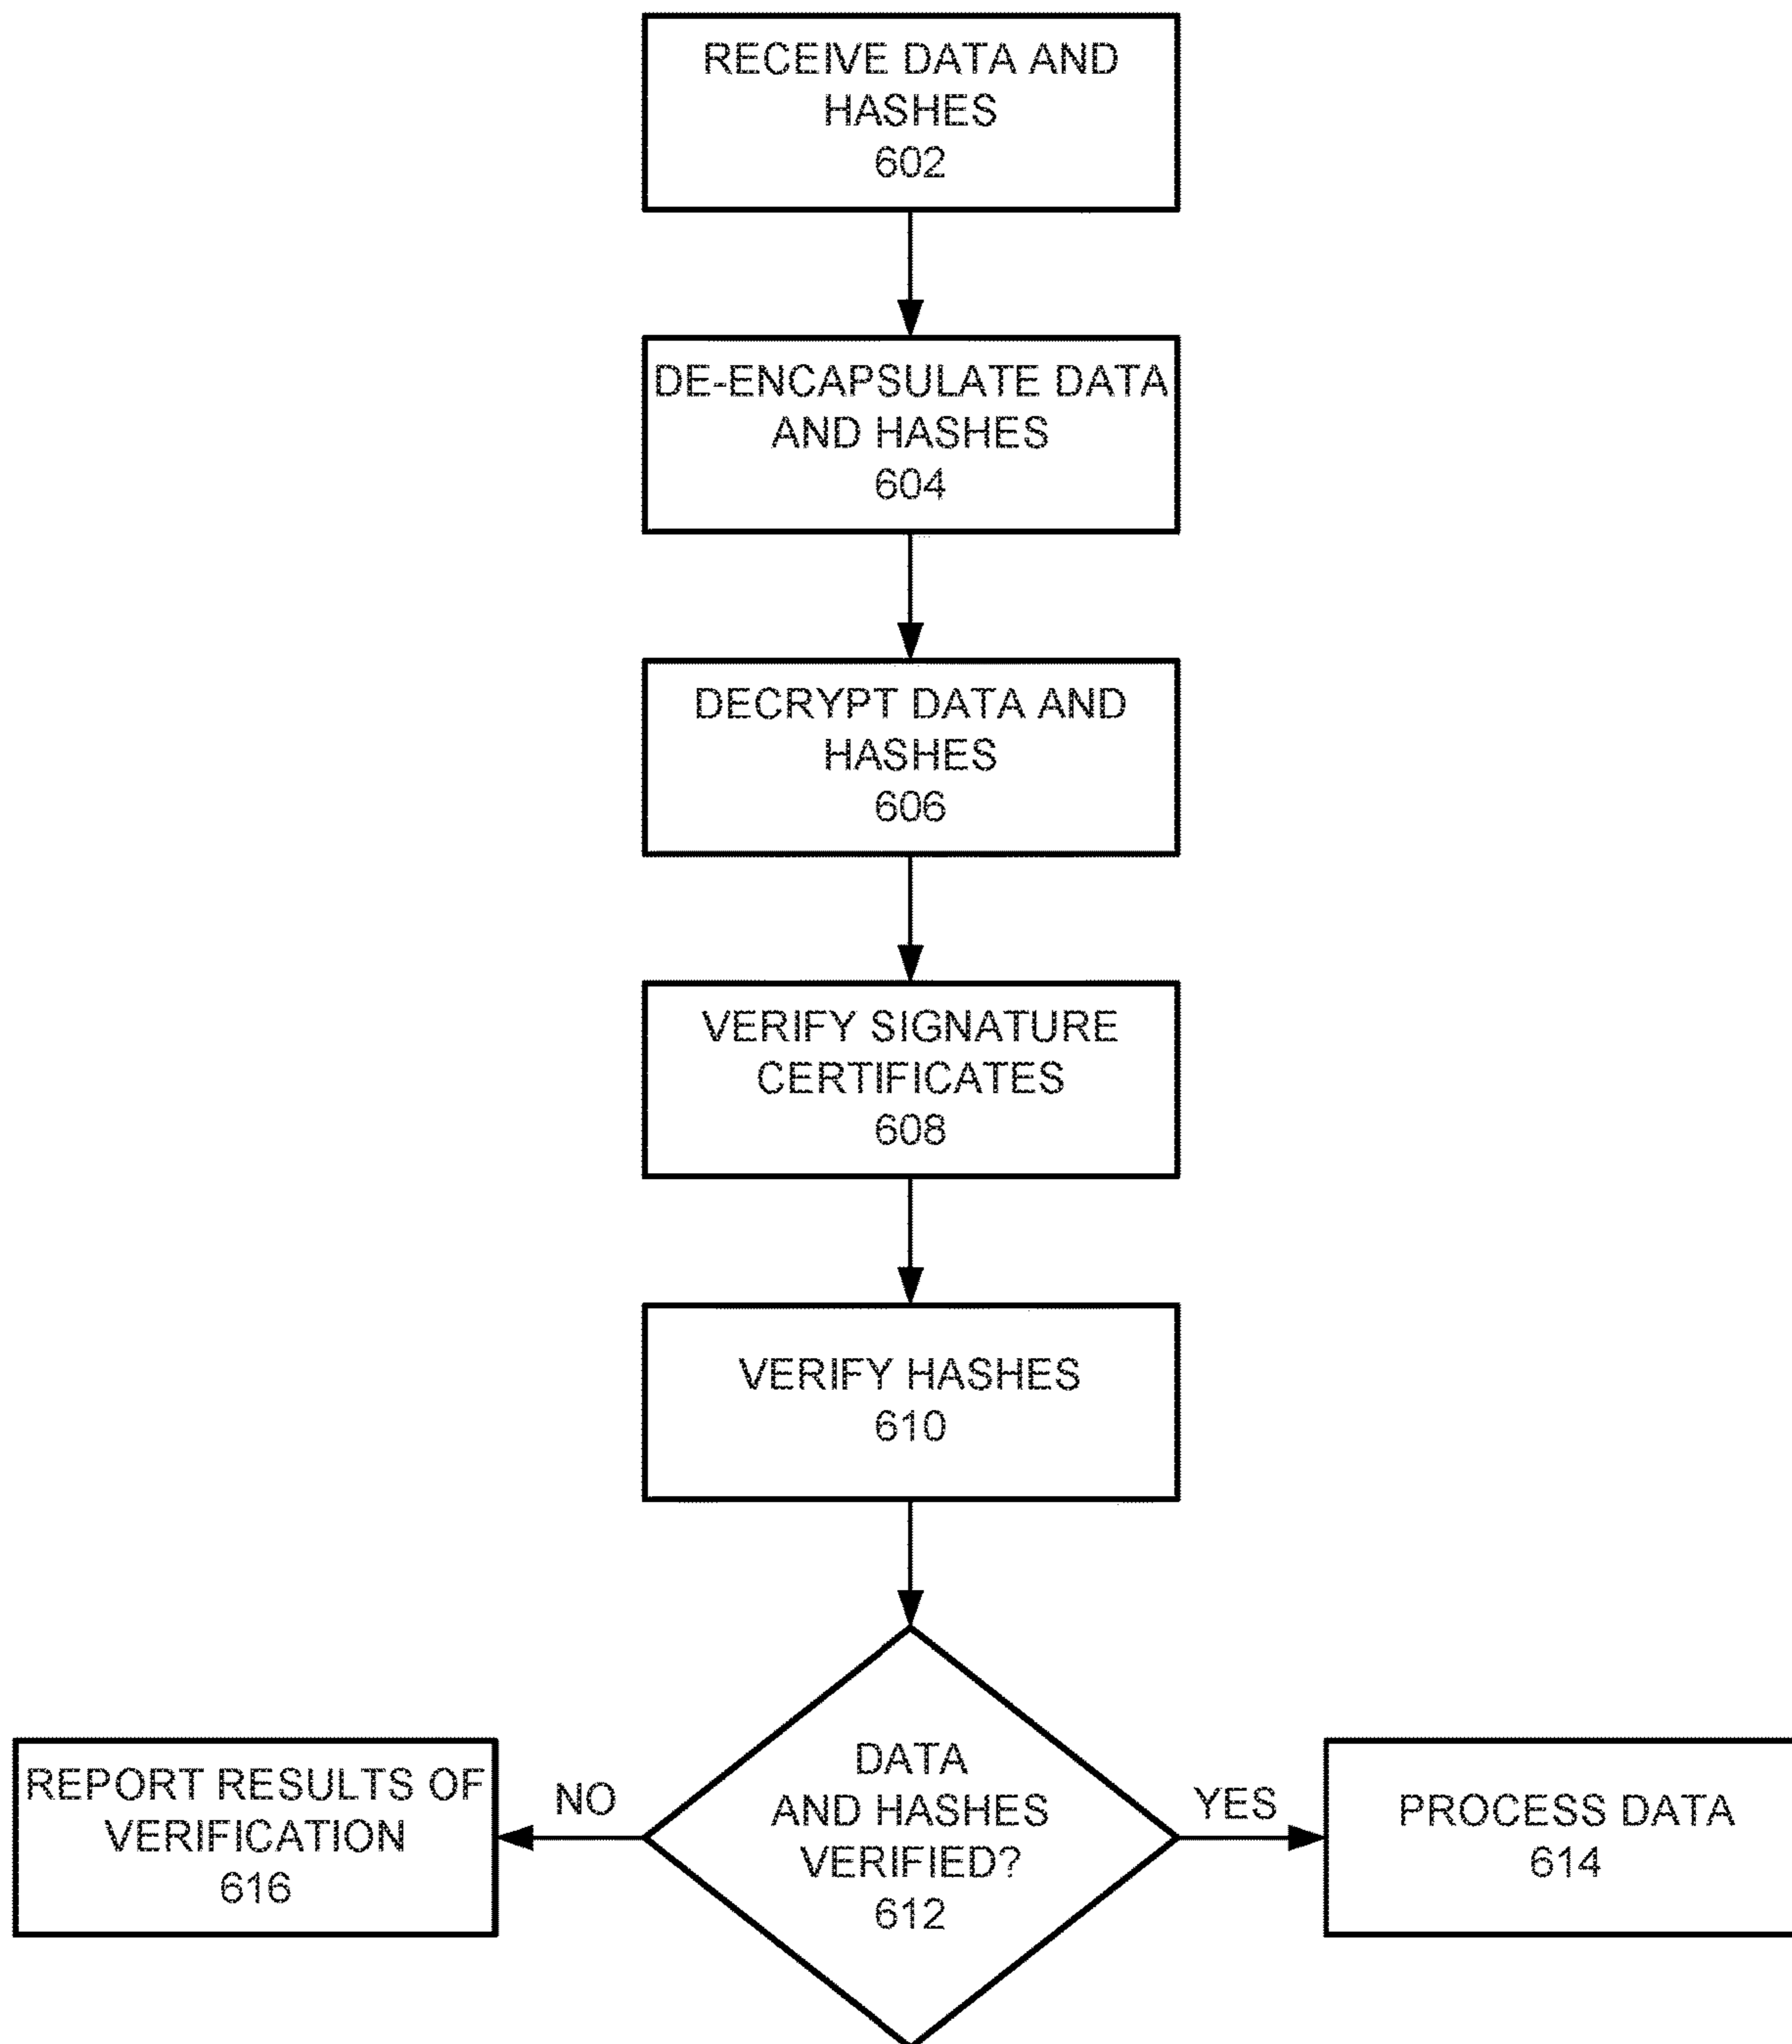 RECEIVE DATA AND
HASHES
602
DE-ENCAPSULATE DATA
AND HASHES
604
DECRYPT DATA AND
HASHES
606
VERIFY SIGNATURE
CERTIFICATES
608
VERIFY HASHES
610
DATA
AND HASHES
VERIFIED?
612
NO
REPORT RESULTS OF
VERIFICATION
616
YES
PROCESS DATA
614